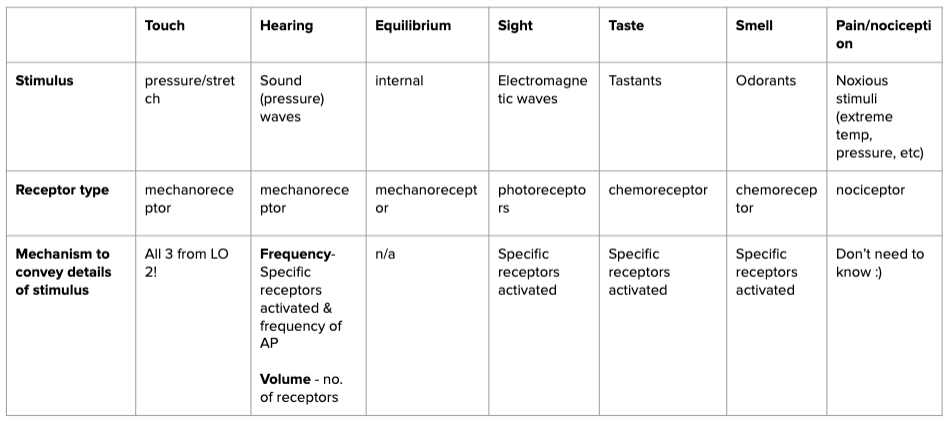 Touch
Hearing
Equilibrium
Sight
Taste
Smell
Pain/nocicepti
on
Stimulus
pressure/stret
ch
Sound
(pressure)
waves
internal
Electromagne
tic waves
Tastants
Odorants
Noxious
stimuli
(extreme
temp,
pressure, etc)
Receptor type
mechanorece
ptor
mechanorece
ptor
mechanorecept
or
photorecepto
rs
chemoreceptor
chemorecep
tor
nociceptor
Mechanism to
convey details
of stimulus
All 3 from LO
2!
Frequency-
Specific
receptors
activated &
frequency of
AP
Volume - no.
of receptors
n/a
Specific
receptors
activated
Specific
receptors
activated
Specific
receptors
activated
Don't need to
know :)